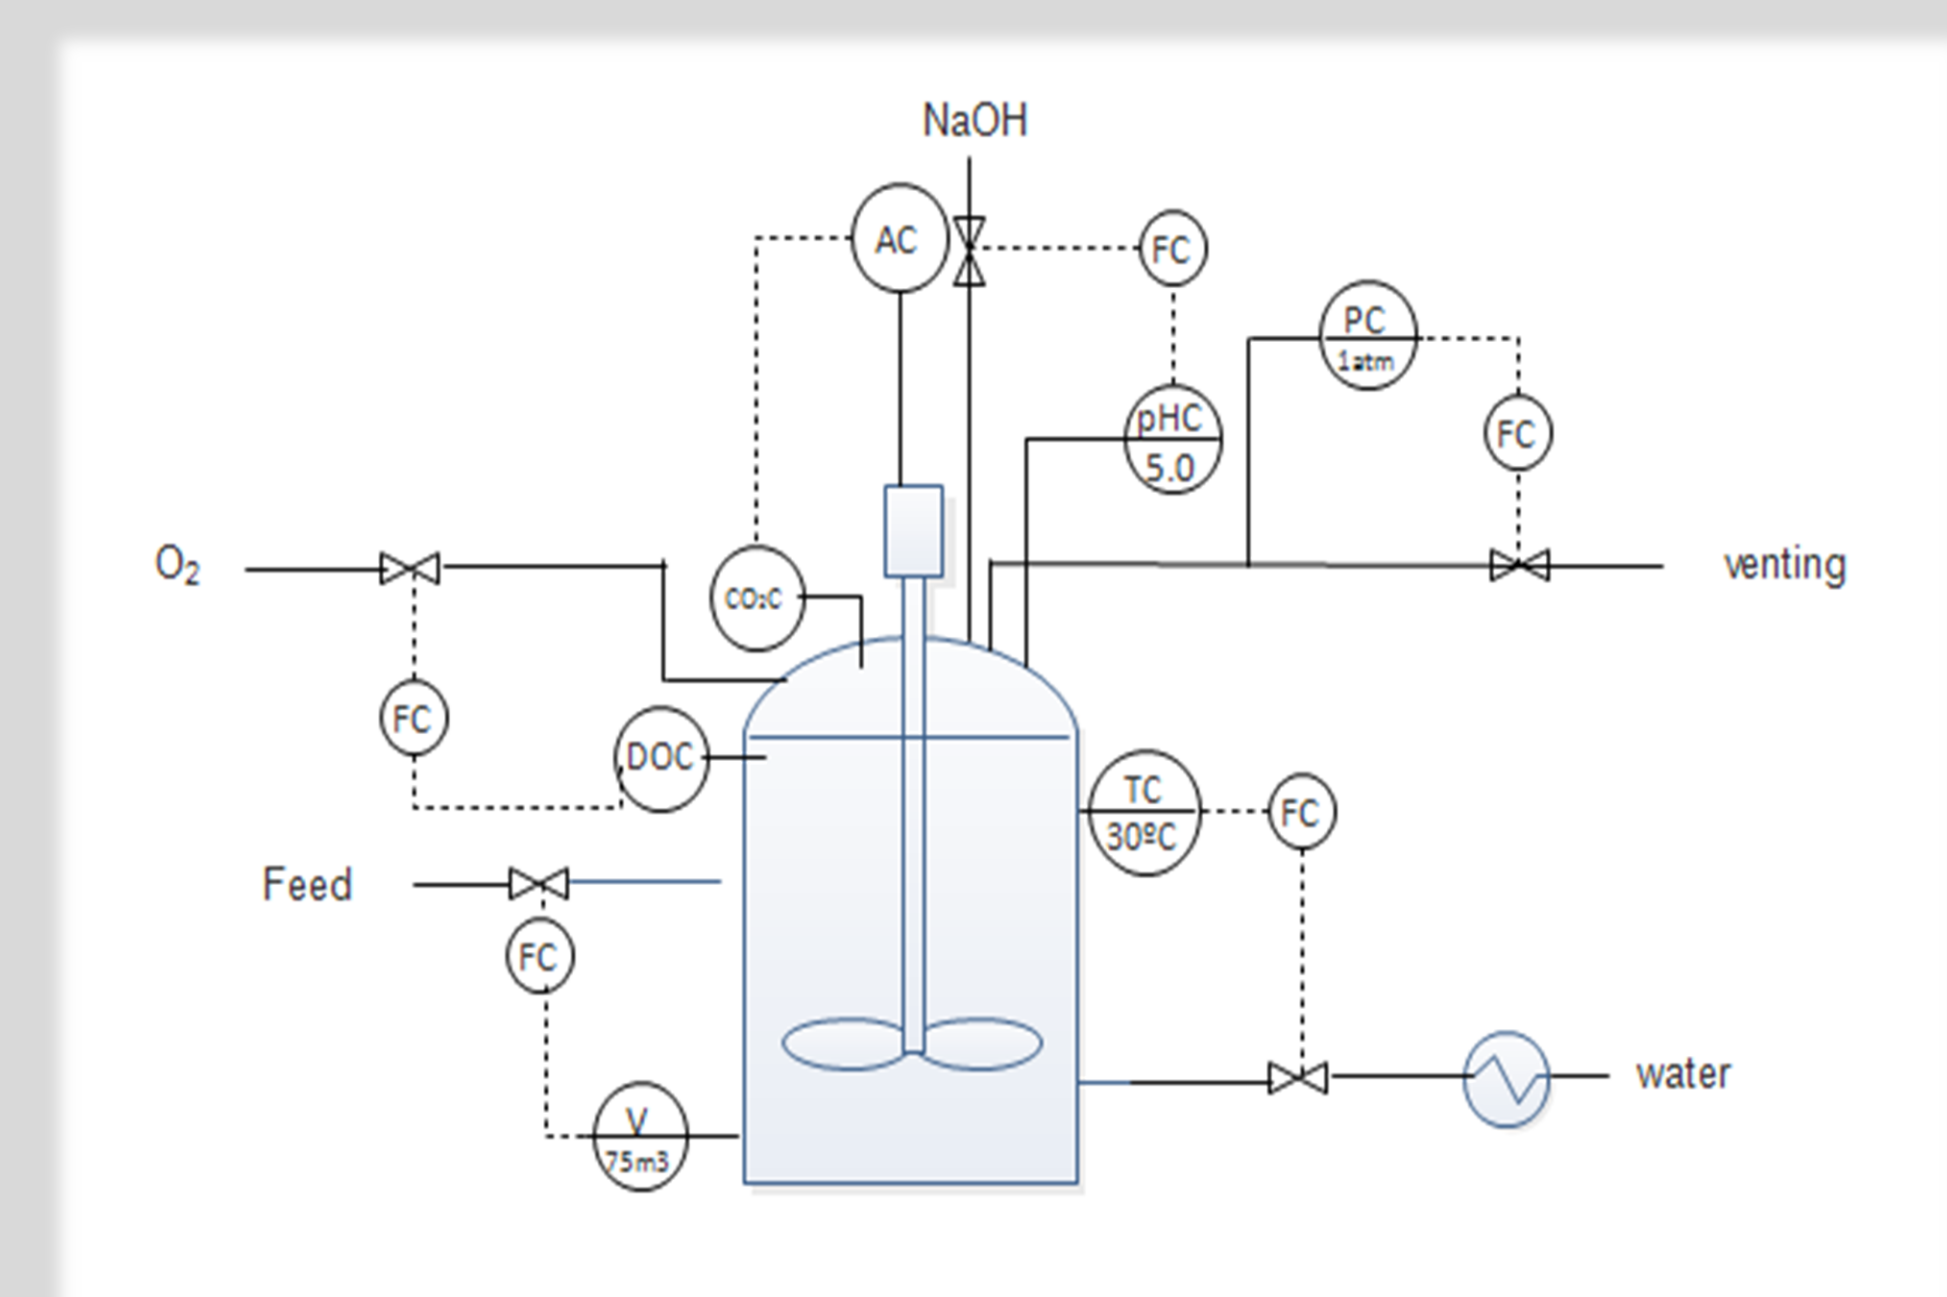 NaOH
AC
FC
PC
1atm
pHC
5.0
FC
O₂
CO₂C
venting
FC
DOC
TC
30ºC
FC
Feed
FC
V
75m3
water